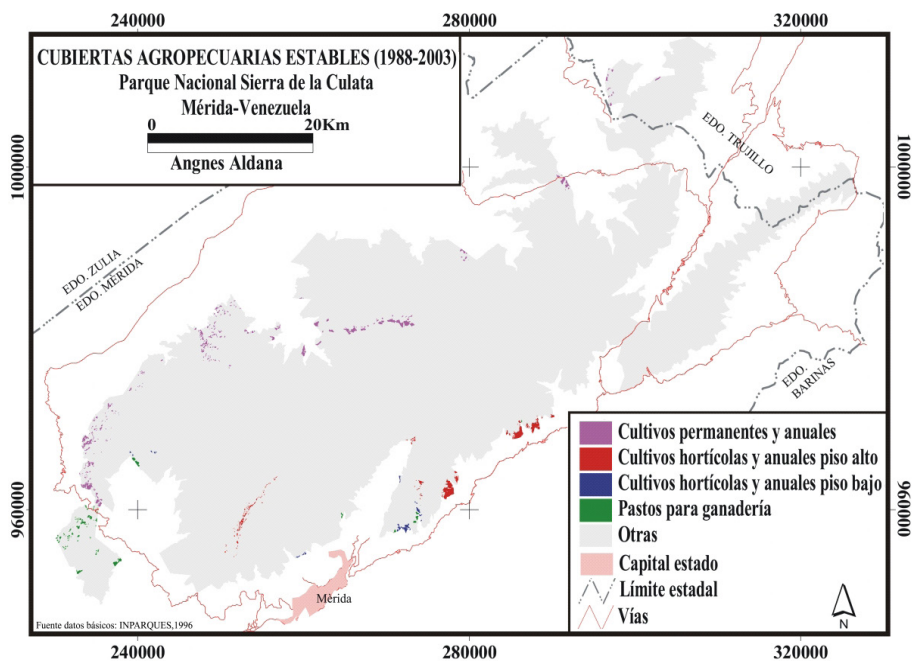 240000 280000 320000
CUBIERTAS AGROPECUARIAS ESTABLES (1988-2003)
Parque Nacional Sierra de la Culata
Mérida-Venezuela
0 20Km
Angnes Aldana
EDO. TRUJILLO
1000000 1000000
EDO. ZULIA
EDO. MÉRIDA
EDO.
BARINAS
Cultivos permanentes y anuales
Cultivos hortícolas y anuales piso alto
Cultivos hortícolas y anuales piso bajo
Pastos para ganadería
Otras
Capital estado
Límite estadal
Vías
960000 960000
Mérida
N
Fuente datos básicos: INPARQUES,1996
240000 280000 320000